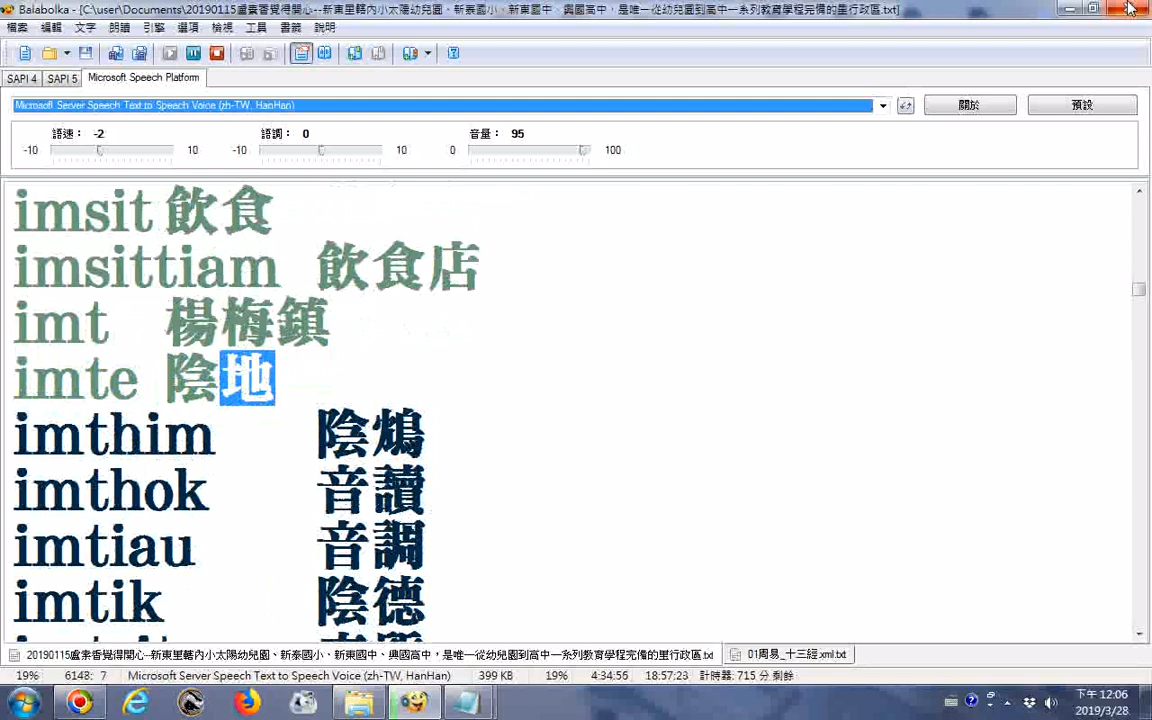 Balabolka - [C:\user\Documents\20190115盧素香覺得開心--新東里轄內小太陽幼兒園、新泰國小、新東國中、興國高中，是唯一從幼兒園到高中一系列教育學程完備的里行政區.txt]
檔案 編輯 文字 朗讀 引擎 選項 檢視 工具 書籤 說明
SAPI 4 SAPI 5 Microsoft Speech Platform
Microsoft Server Speech Text to Speech Voice (zh-TW, HanHan) 關於 預設
語速： -2 語調： 0 音量： 95
-10 10 -10 10 0 100
imsit 飲食
imsittiam 飲食店
imt 楊梅鎮
imte 陰地
imthim 陰鴆
imthok 音讀
imtiau 音調
imtik 陰德
20190115盧素香覺得開心--新東里轄內小太陽幼兒園、新泰國小、新東國中、興國高中，是唯一從幼兒園到高中一系列教育學程完備的里行政區.txt 01周易_十三經.xml.txt
19% 6148: 7 Microsoft Server Speech Text to Speech Voice (zh-TW, HanHan) 399 KB 19% 4:34:56 18:57:23 計時器: 715 分 剩餘
下午 12:06
2019/3/28